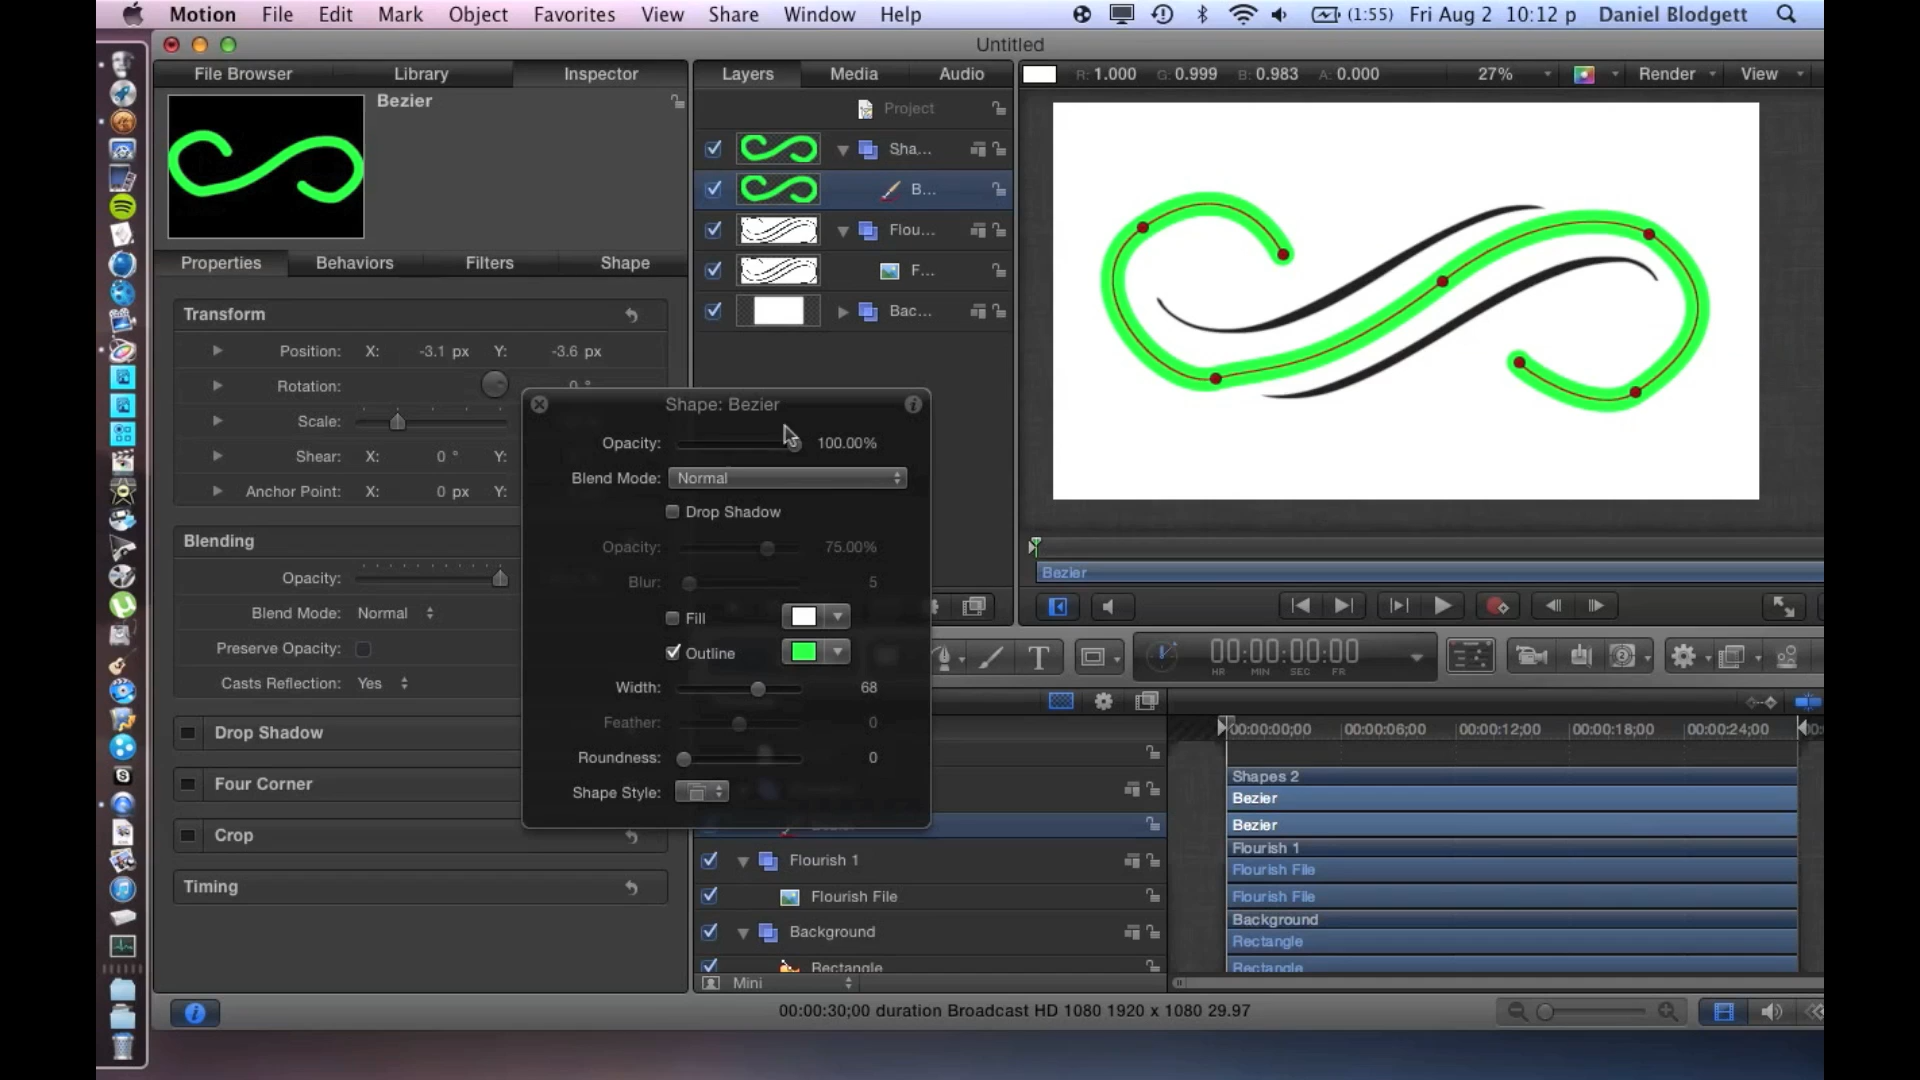 Motion File Edit Mark Object Favorites View Share Window Help (1:55) Fri Aug 2 10:12 p Daniel Blodgett
Untitled
File Browser Library Inspector Layers Media Audio R: 1.000 G: 0.999 B: 0.983 A: 0.000 27% Render View
Bezier
Project
Sha...
B...
Flou...
F...
Bac...
Properties Behaviors Filters Shape
Transform
Position: X: -3.1 px Y: -3.6 px
Rotation: 0 °
Scale:
Shear: X: 0 ° Y:
Anchor Point: X: 0 px Y:
Blending
Opacity:
Blend Mode: Normal
Preserve Opacity:
Casts Reflection: Yes
Drop Shadow
Four Corner
Crop
Timing
Shape: Bezier
Opacity: 100.00%
Blend Mode: Normal
Drop Shadow
Opacity: 75.00%
Blur: 5
Fill
Outline
Width: 68
Feather: 0
Roundness: 0
Shape Style:
Bezier
T
00:00:00:00
HR MIN SEC FR
00:00:00;00 00:00:06;00 00:00:12;00 00:00:18;00 00:00:24;00
Shapes 2
Bezier
Bezier
Flourish 1 Flourish 1
Flourish File
Flourish File Flourish File
Background
Background Rectangle
Rectangle Rectangle
Mini
00:00:30;00 duration Broadcast HD 1080 1920 x 1080 29.97